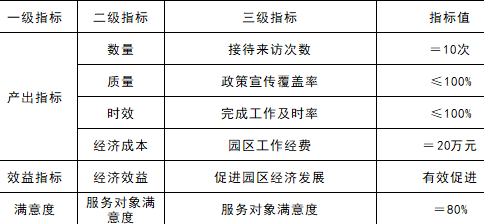 一级指标 二级指标 三级指标 指标值
产出指标 数量 接待来访次数 =10次
质量 政策宣传覆盖率 ≤100%
时效 完成工作及时率 ≤100%
经济成本 园区工作经费 =20万元
效益指标 经济效益 促进园区经济发展 有效促进
满意度 服务对象满意度 服务对象满意度 =80%